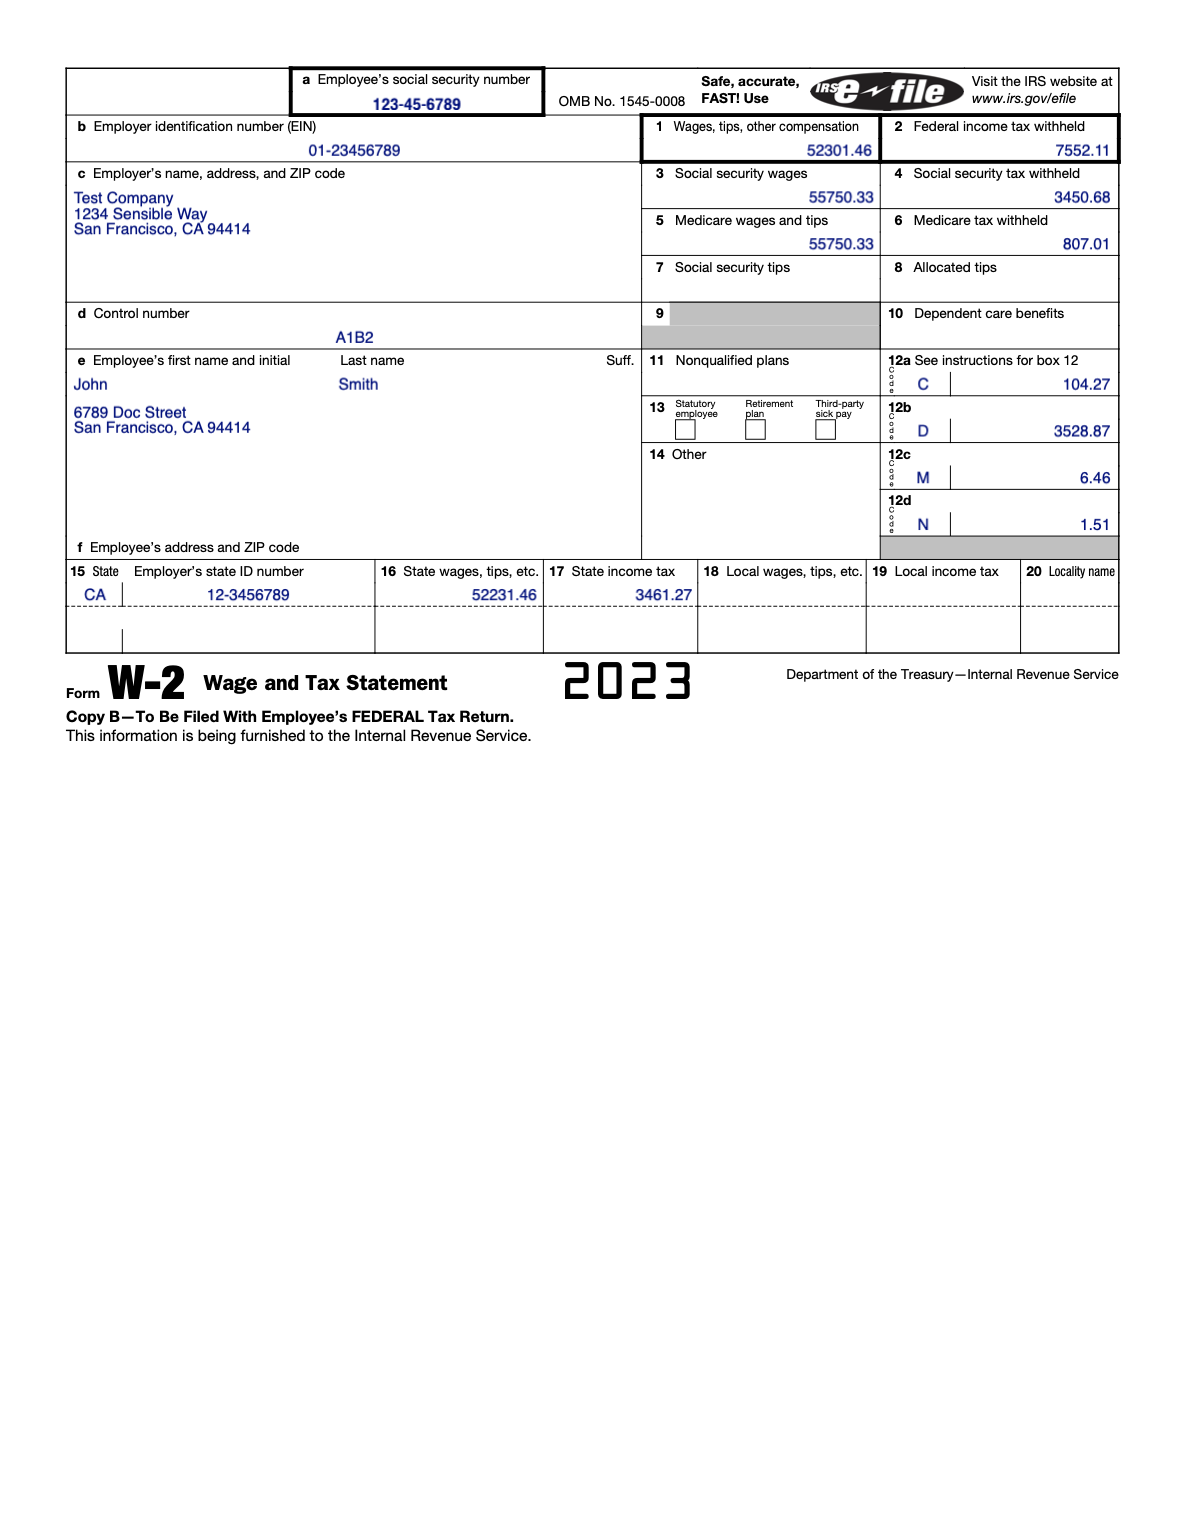 a Employee's social security number
123-45-6789
OMB No. 1545-0008
Safe, accurate,
FAST! Use
IRS e file
Visit the IRS website at
www.irs.gov/efile
b Employer identification number (EIN)
01-23456789
1 Wages, tips, other compensation
52301.46
2 Federal income tax withheld
7552.11
c Employer's name, address, and ZIP code
Test Company
1234 Sensible Way
San Francisco, CA 94414
3 Social security wages
55750.33
4 Social security tax withheld
3450.68
5 Medicare wages and tips
55750.33
6 Medicare tax withheld
807.01
7 Social security tips
8 Allocated tips
d Control number
A1B2
9
10 Dependent care benefits
e Employee's first name and initial
Last name
Suff.
John
Smith
6789 Doc Street
San Francisco, CA 94414
11 Nonqualified plans
12a See instructions for box 12
Code
C
104.27
13
Statutory
employee
Retirement
plan
Third-party
sick pay
12b
Code
D
3528.87
14 Other
12c
Code
M
6.46
12d
Code
N
1.51
f Employee's address and ZIP code
15 State
Employer's state ID number
16 State wages, tips, etc.
17 State income tax
18 Local wages, tips, etc.
19 Local income tax
20 Locality name
CA
12-3456789
52231.46
3461.27
Form W-2 Wage and Tax Statement
2023
Department of the Treasury—Internal Revenue Service
Copy B—To Be Filed With Employee's FEDERAL Tax Return.
This information is being furnished to the Internal Revenue Service.